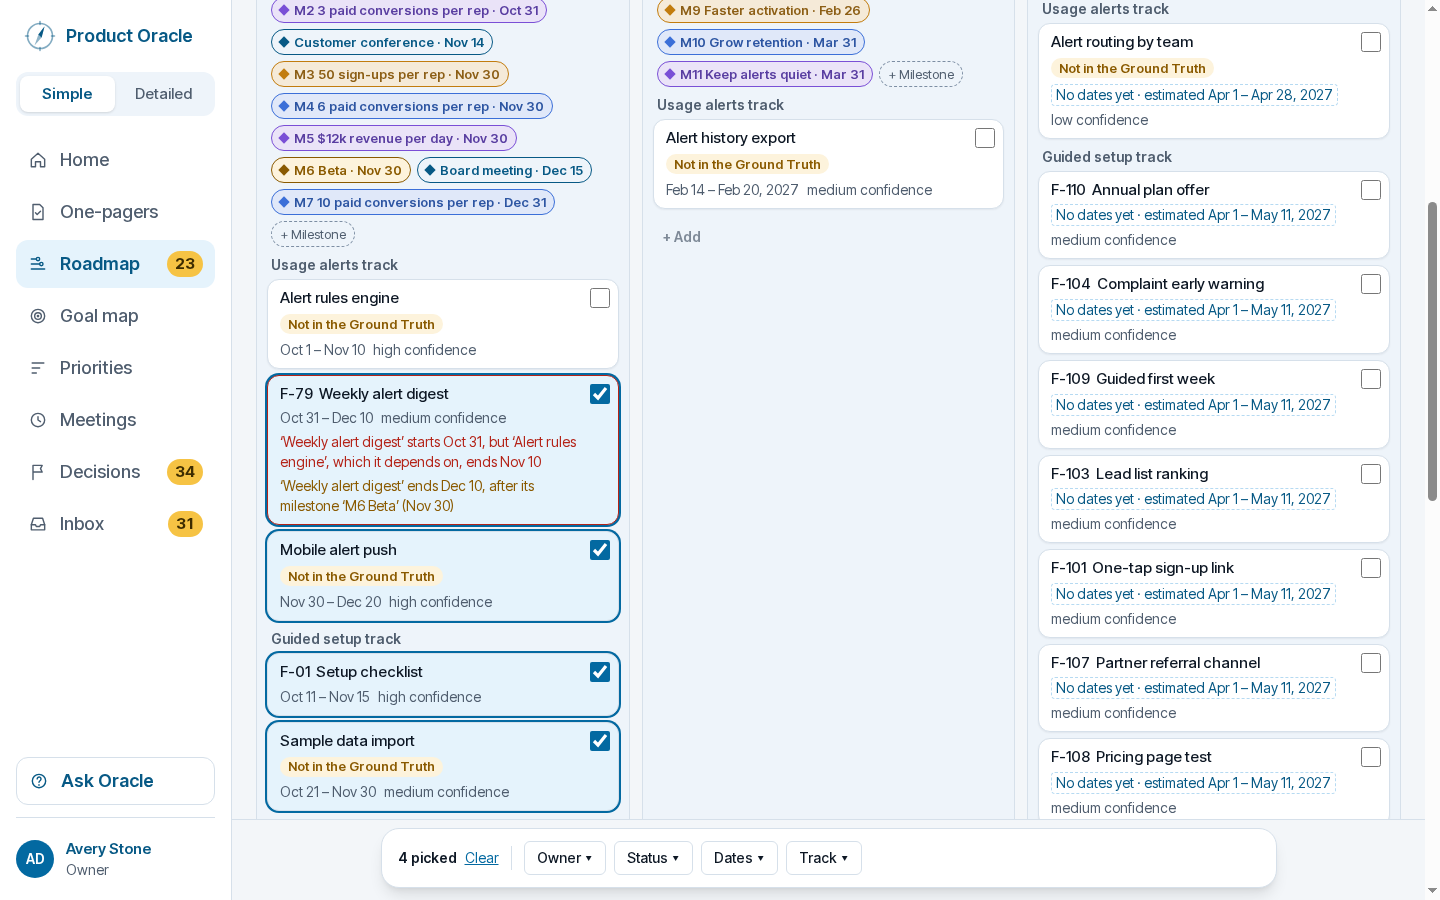 Product Oracle
Simple
Detailed
Home
One-pagers
Roadmap 23
Goal map
Priorities
Meetings
Decisions 34
Inbox 31
Ask Oracle
AD
Avery Stone
Owner
M2 3 paid conversions per rep · Oct 31
Customer conference · Nov 14
M3 50 sign-ups per rep · Nov 30
M4 6 paid conversions per rep · Nov 30
M5 $12k revenue per day · Nov 30
M6 Beta · Nov 30
Board meeting · Dec 15
M7 10 paid conversions per rep · Dec 31
+ Milestone
Usage alerts track
Alert rules engine
Not in the Ground Truth
Oct 1 – Nov 10 high confidence
F-79 Weekly alert digest
Oct 31 – Dec 10 medium confidence
‘Weekly alert digest’ starts Oct 31, but ‘Alert rules
engine’, which it depends on, ends Nov 10
‘Weekly alert digest’ ends Dec 10, after its
milestone ‘M6 Beta’ (Nov 30)
Mobile alert push
Not in the Ground Truth
Nov 30 – Dec 20 high confidence
Guided setup track
F-01 Setup checklist
Oct 11 – Nov 15 high confidence
Sample data import
Not in the Ground Truth
Oct 21 – Nov 30 medium confidence
M9 Faster activation · Feb 26
M10 Grow retention · Mar 31
M11 Keep alerts quiet · Mar 31
+ Milestone
Usage alerts track
Alert history export
Not in the Ground Truth
Feb 14 – Feb 20, 2027 medium confidence
+ Add
Usage alerts track
Alert routing by team
Not in the Ground Truth
No dates yet · estimated Apr 1 – Apr 28, 2027
low confidence
Guided setup track
F-110 Annual plan offer
No dates yet · estimated Apr 1 – May 11, 2027
medium confidence
F-104 Complaint early warning
No dates yet · estimated Apr 1 – May 11, 2027
medium confidence
F-109 Guided first week
No dates yet · estimated Apr 1 – May 11, 2027
medium confidence
F-103 Lead list ranking
No dates yet · estimated Apr 1 – May 11, 2027
medium confidence
F-101 One-tap sign-up link
No dates yet · estimated Apr 1 – May 11, 2027
medium confidence
F-107 Partner referral channel
No dates yet · estimated Apr 1 – May 11, 2027
medium confidence
F-108 Pricing page test
No dates yet · estimated Apr 1 – May 11, 2027
medium confidence
4 picked Clear
Owner ▾
Status ▾
Dates ▾
Track ▾